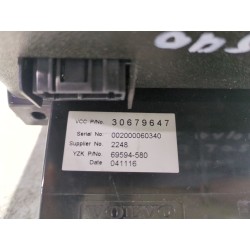 VCC P/No. 30679647
Serial No: 002000060340
Supplier No. 2248
YZK P/No. 69594-580
Date 041116